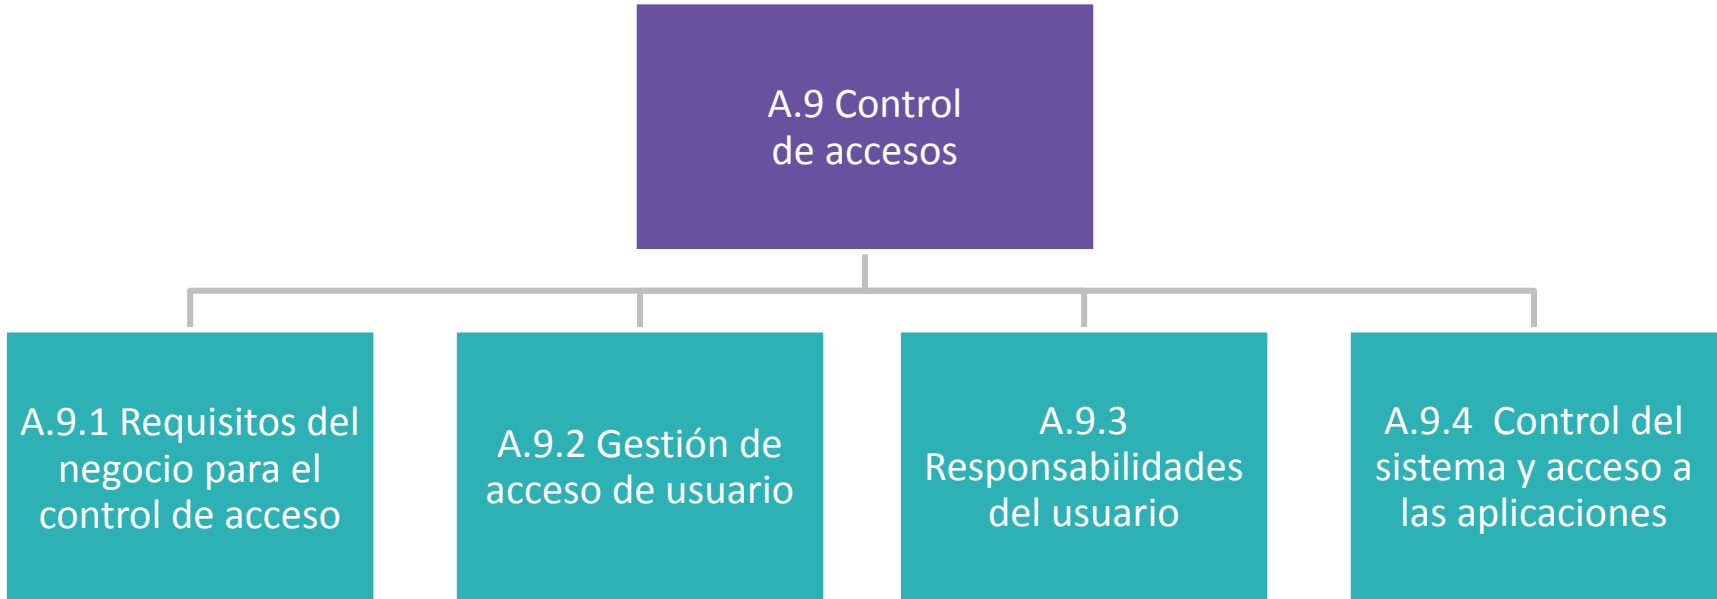 A.9 Control
de accesos
A.9.1 Requisitos del
negocio para el
control de acceso
A.9.2 Gestión de
acceso de usuario
A.9.3
Responsabilidades
del usuario
A.9.4  Control del
sistema y acceso a
las aplicaciones